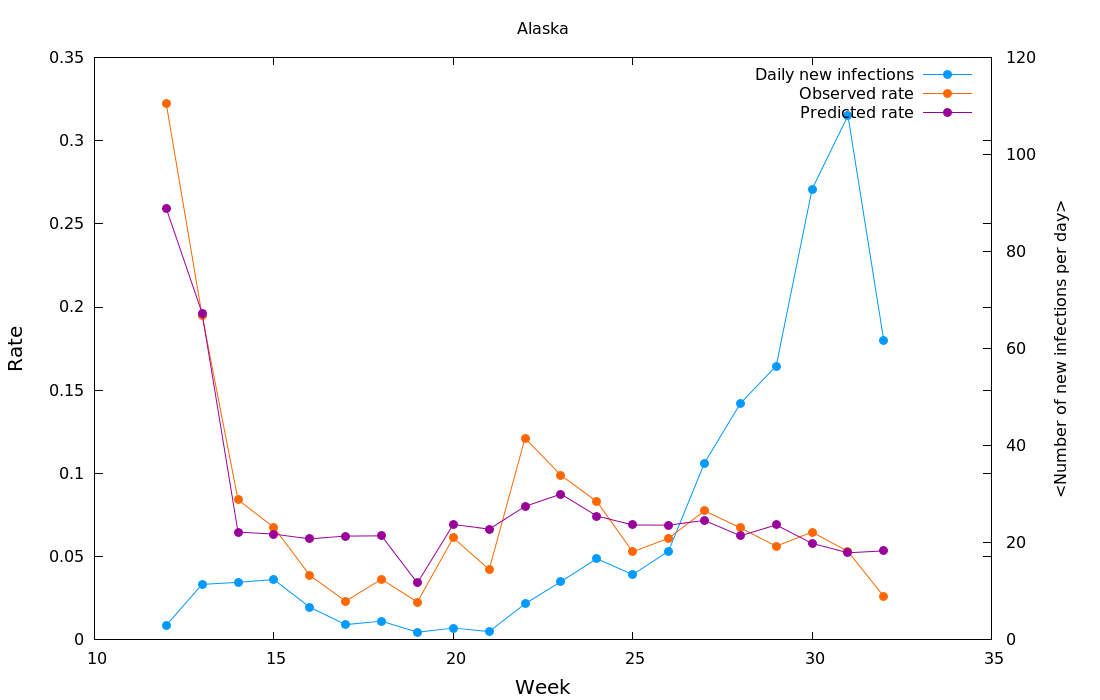 Alaska
Daily new infections
Observed rate
Predicted rate
0.35
0.3
0.25
0.2
0.15
0.1
0.05
0
120
100
80
60
40
20
0
10 15 20 25 30 35
Rate
Week
<Number of new infections per day>